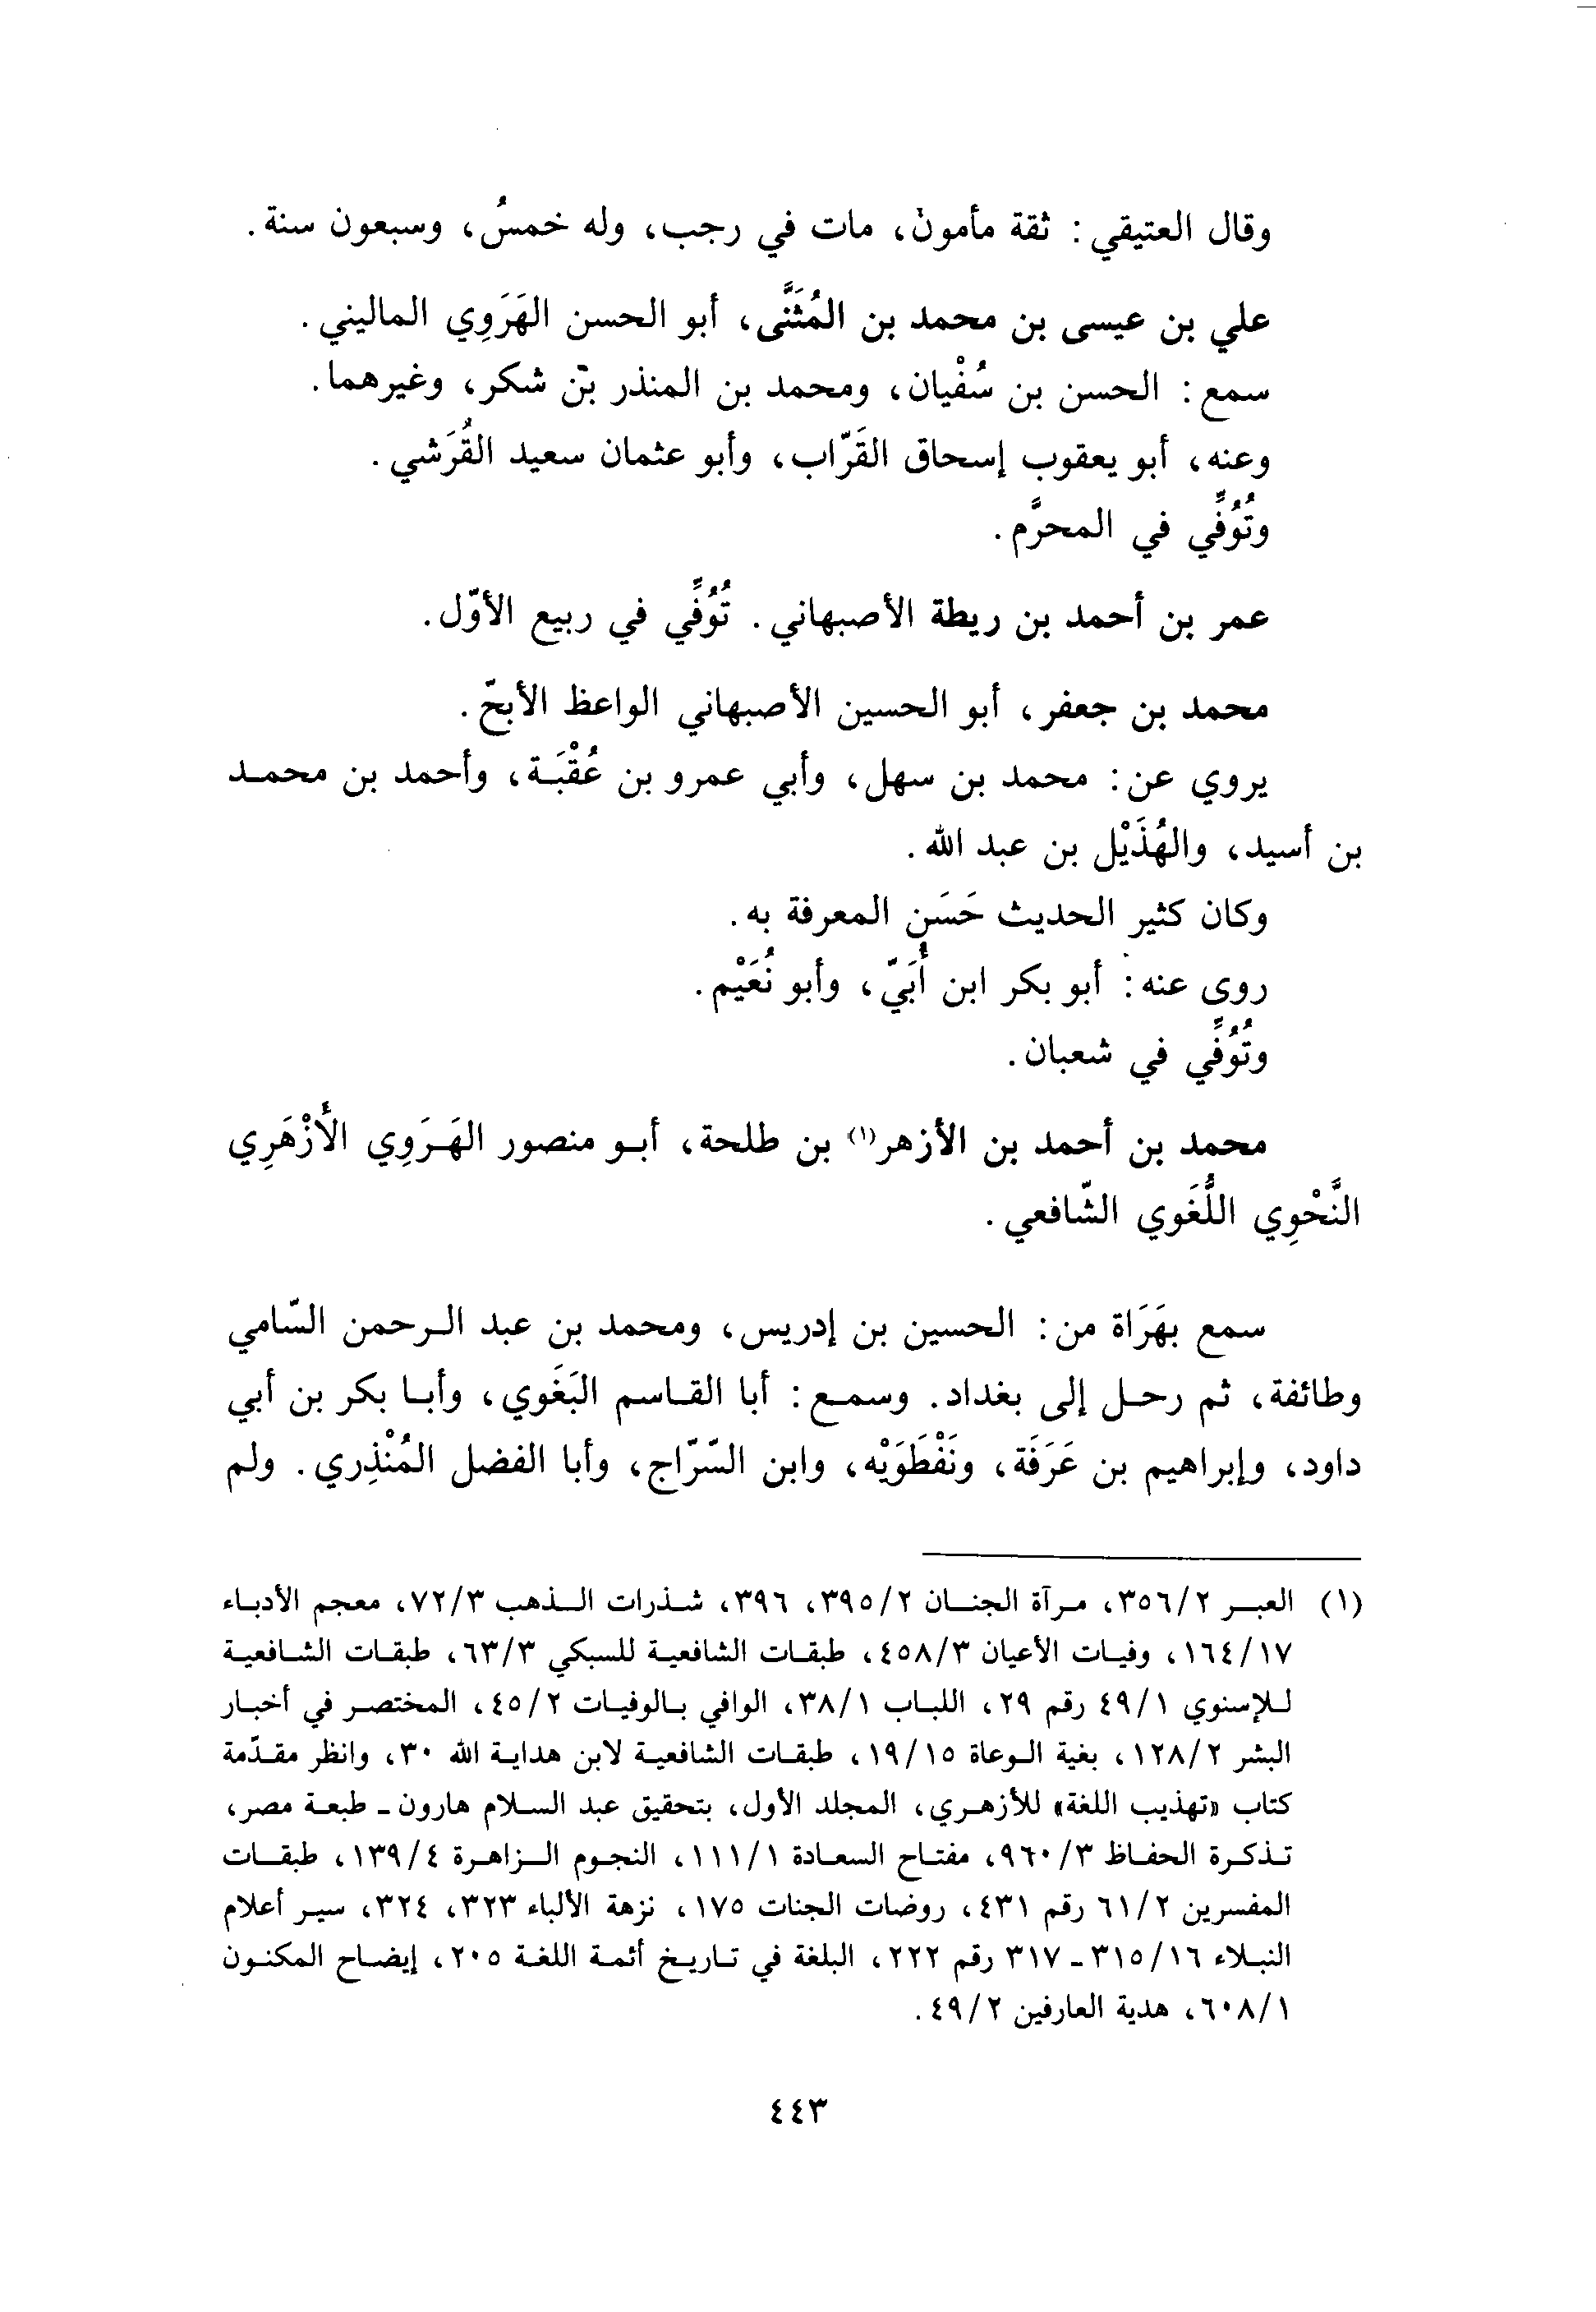 وقال العتيقي: ثقة مأمون، مات في رجب، وله خمسُ، وسبعون سنة.
علي بن عيسى بن محمد بن المُثَنَّى، أبو الحسن الهَرَوِي الماليني.
سمع: الحسن بن سُفْيان، ومحمد بن المنذر بن شكر، وغيرهما.
وعنه، أبو يعقوب إسحاق القَرّاب، وأبو عثمان سعيد القُرَشي.
وتُوُفِّي في المحرَّم.
عمر بن أحمد بن ريطة الأصبهاني. تُوُفِّي في ربيع الأوّل.
محمد بن جعفر، أبو الحسين الأصبهاني الواعظ الأبحّ.
يروي عن: محمد بن سهل، وأبي عمرو بن عُقْبَة، وأحمد بن محمد
بن أسيد، والهُذَيْل بن عبد الله.
وكان كثير الحديث حَسَن المعرفة به.
روى عنه: أبو بكر ابن أُبَيّ، وأبو نُعَيْم.
وتُوُفِّي في شعبان.
محمد بن أحمد بن الأزهر(١) بن طلحة، أبو منصور الهَرَوِي الأَزْهَرِي
النَّحْوِي اللُّغَوي الشّافعي.
سمع بهَرَاة من: الحسين بن إدريس، ومحمد بن عبد الرحمن السّامي
وطائفة، ثم رحل إلى بغداد. وسمع: أبا القاسم البَغَوي، وأبا بكر بن أبي
داود، وإبراهيم بن عَرَفَة، ونَفْطَوَيْه، وابن السّرّاج، وأبا الفضل المُنْذِري. ولم
(١) العبر ٣٥٦/٢، مرآة الجنان ٣٩٥/٢، ٣٩٦، شذرات الذهب ٧٢/٣، معجم الأدباء
١٦٤/١٧، وفيات الأعيان ٤٥٨/٣، طبقات الشافعية للسبكي ٦٣/٣، طبقات الشافعية
للإسنوي ٤٩/١ رقم ٢٩، اللباب ٣٨/١، الوافي بالوفيات ٤٥/٢، المختصر في أخبار
البشر ١٢٨/٢، بغية الوعاة ١٩/١٥، طبقات الشافعية لابن هداية الله ٣٠، وانظر مقدّمة
كتاب «تهذيب اللغة» للأزهري، المجلد الأول، بتحقيق عبد السلام هارون - طبعة مصر،
تذكرة الحفاظ ٩٦٠/٣، مفتاح السعادة ١١١/١، النجوم الزاهرة ١٣٩/٤، طبقات
المفسرين ٦١/٢ رقم ٤٣١، روضات الجنات ١٧٥، نزهة الألباء ٣٢٣، ٣٢٤، سير أعلام
النبلاء ٣١٥/١٦ - ٣١٧ رقم ٢٢٢، البلغة في تاريخ أئمة اللغة ٢٠٥، إيضاح المكنون
٦٠٨/١، هدية العارفين ٤٩/٢.
٤٤٣